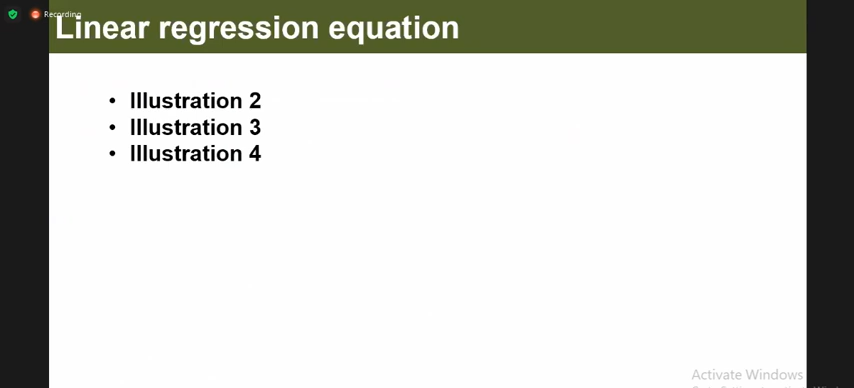 Recording
Linear regression equation
• Illustration 2
• Illustration 3
• Illustration 4
Activate Windows